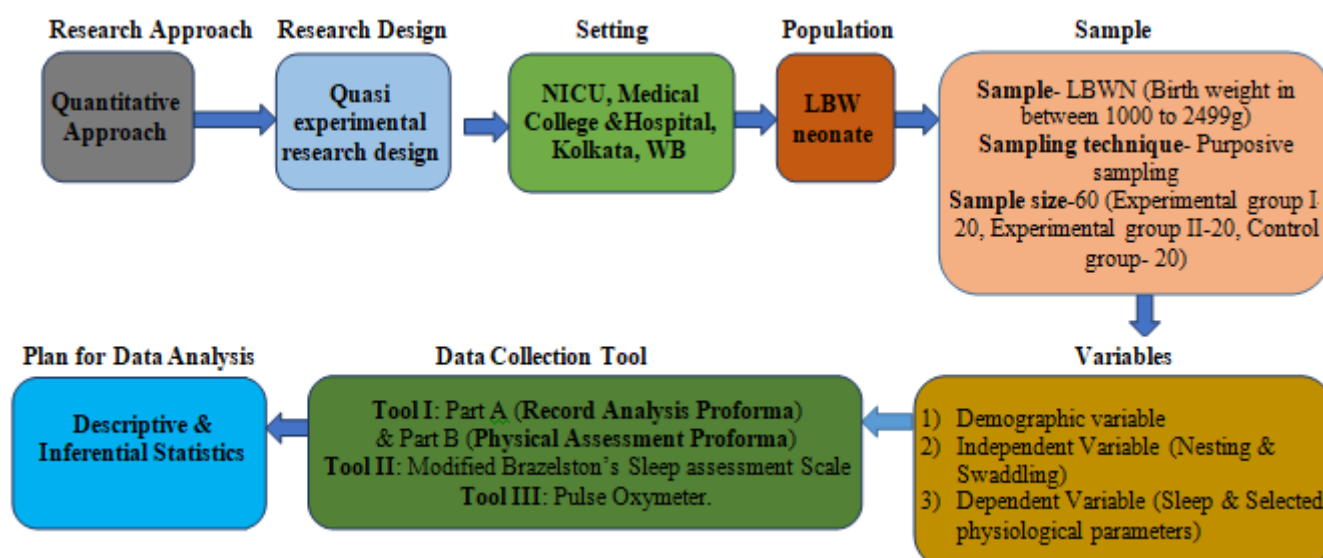 Research Approach
Quantitative
Approach
Research Design
Quasi
experimental
research design
Setting
NICU, Medical
College &Hospital,
Kolkata, WB
Population
LBW
neonate
Sample
Sample- LBWN (Birth weight in
between 1000 to 2499g)
Sampling technique- Purposive
sampling
Sample size-60 (Experimental group I-
20, Experimental group II-20, Control
group- 20)
Variables
1) Demographic variable
2) Independent Variable (Nesting &
Swaddling)
3) Dependent Variable (Sleep & Selected
physiological parameters)
Data Collection Tool
Tool I: Part A (Record Analysis Proforma)
& Part B (Physical Assessment Proforma)
Tool II: Modified Brazelston's Sleep assessment Scale
Tool III: Pulse Oxymeter.
Plan for Data Analysis
Descriptive &
Inferential Statistics